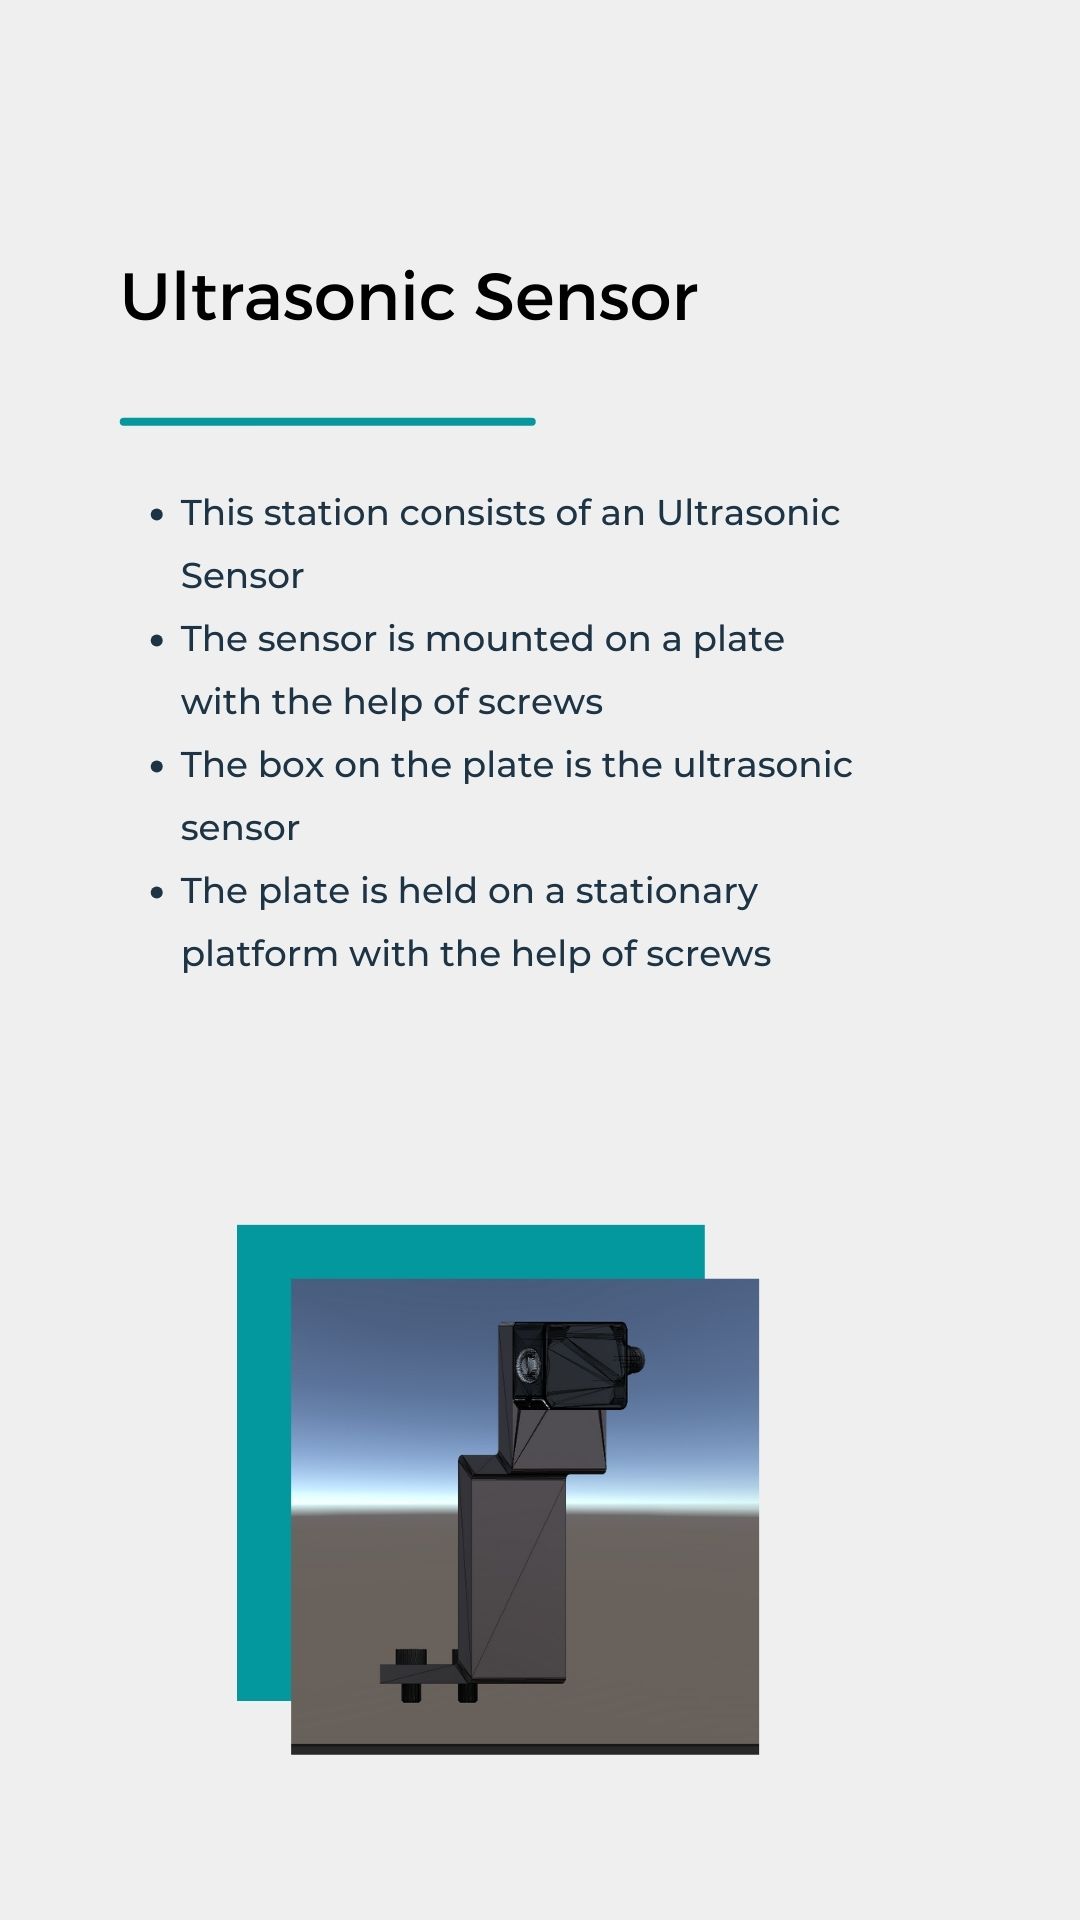 Ultrasonic Sensor
• This station consists of an Ultrasonic
Sensor
• The sensor is mounted on a plate
with the help of screws
• The box on the plate is the ultrasonic
sensor
• The plate is held on a stationary
platform with the help of screws